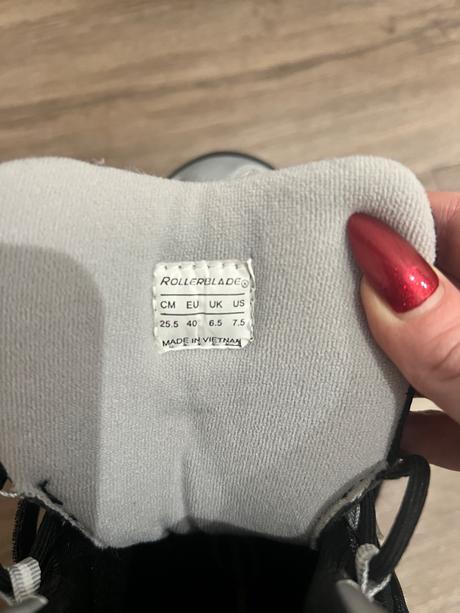 ROLLERBLADE®
CM EU UK US
25.5 40 6.5 7.5
MADE IN VIETNAM